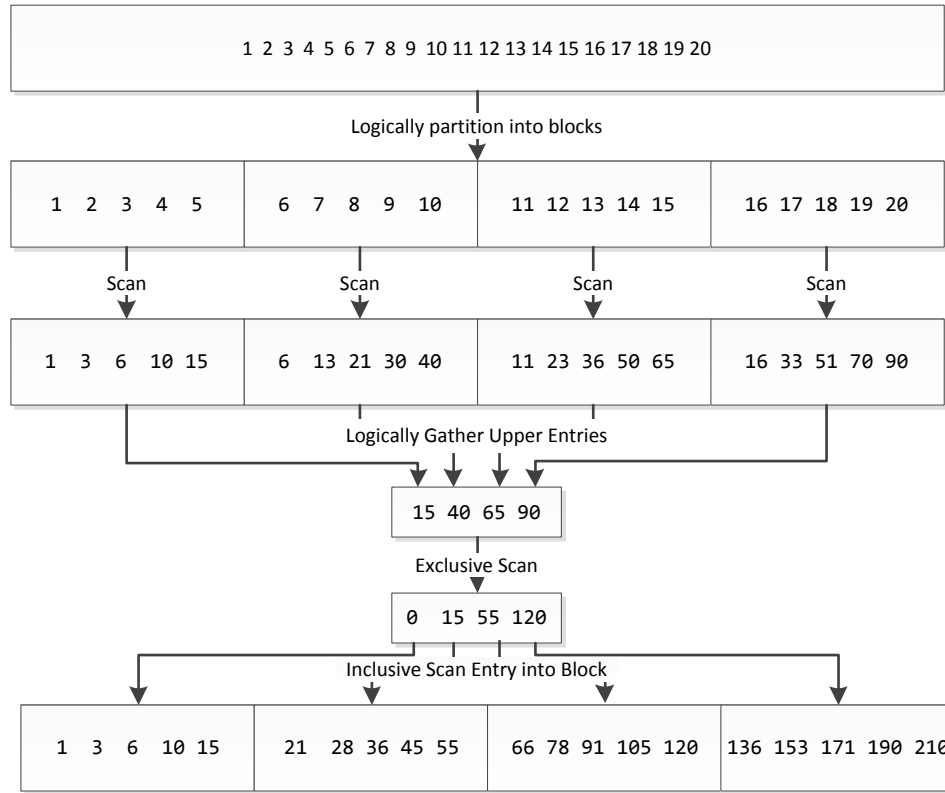 1 2 3 4 5 6 7 8 9 10 11 12 13 14 15 16 17 18 19 20
Logically partition into blocks
1 2 3 4 5 6 7 8 9 10 11 12 13 14 15 16 17 18 19 20
Scan Scan Scan Scan
1 3 6 10 15 6 13 21 30 40 11 23 36 50 65 16 33 51 70 90
Logically Gather Upper Entries
15 40 65 90
Exclusive Scan
0 15 55 120
Inclusive Scan Entry into Block
1 3 6 10 15 21 28 36 45 55 66 78 91 105 120 136 153 171 190 210